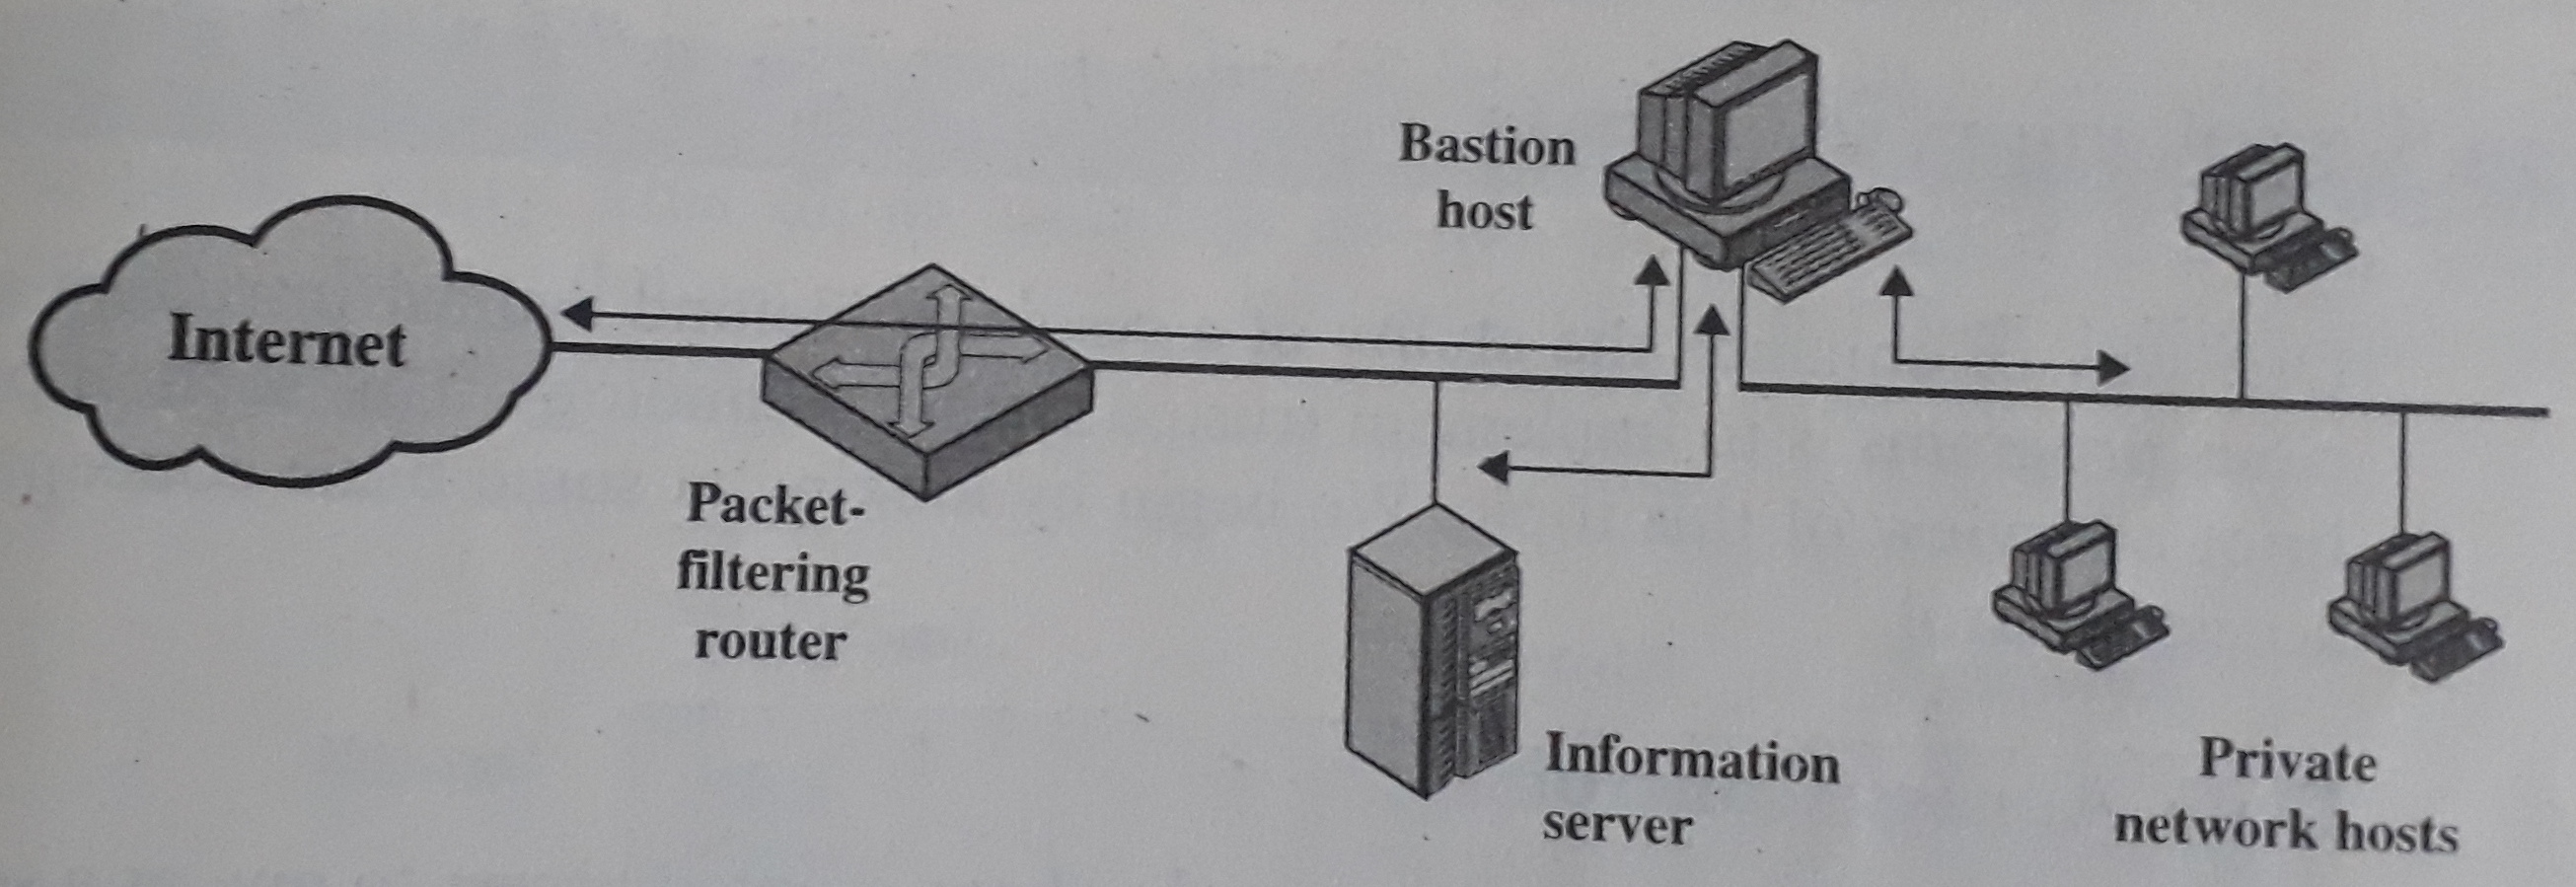 Bastion
host
Internet
Packet-
filtering
router
Information
server
Private
network hosts